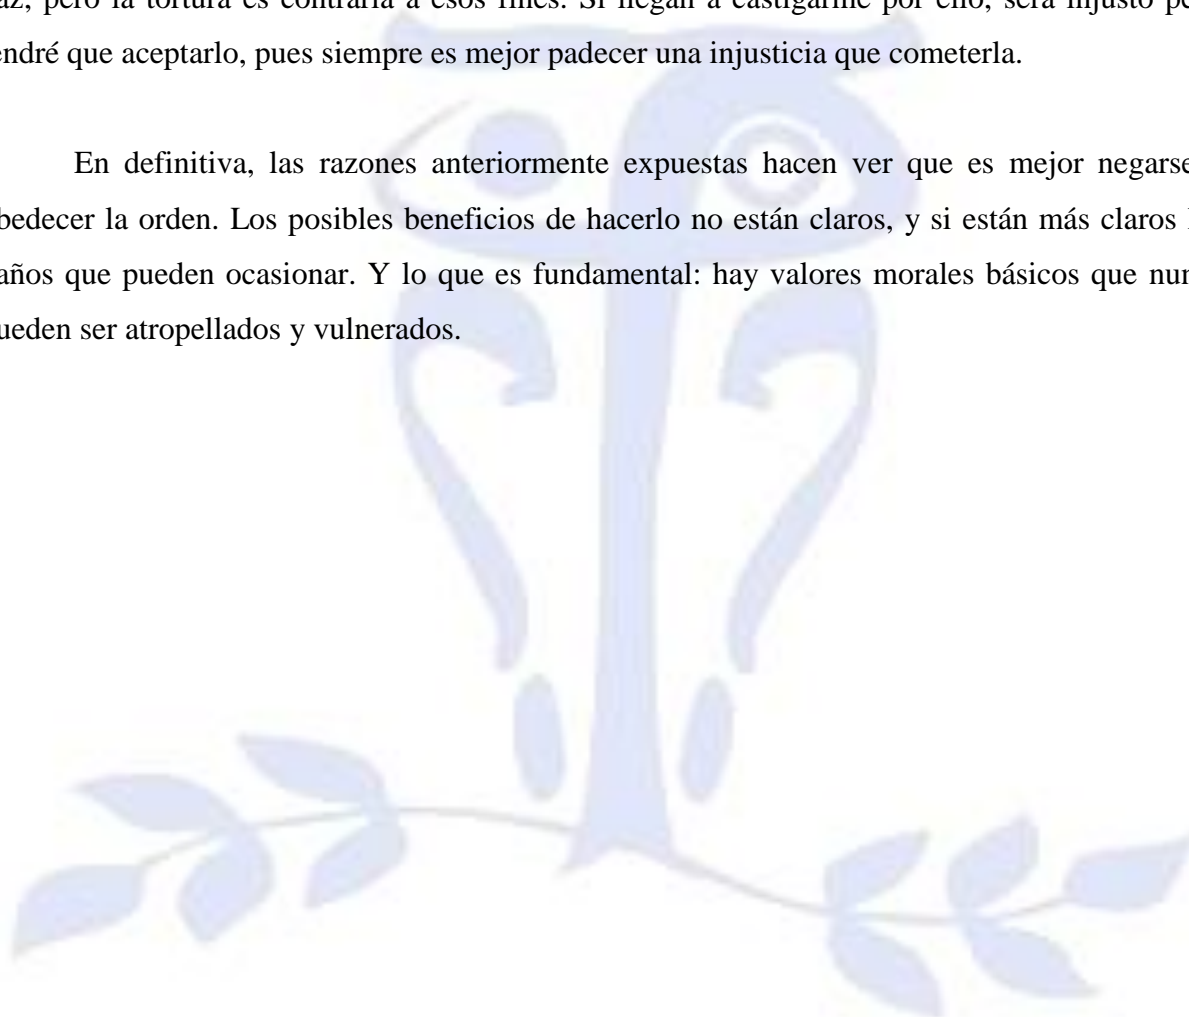 az, pero la tortura es contraria a esos fines. Si llegan a castigarme por ello, será injusto pe
endré que aceptarlo, pues siempre es mejor padecer una injusticia que cometerla.
En definitiva, las razones anteriormente expuestas hacen ver que es mejor negarse
bedecer la orden. Los posibles beneficios de hacerlo no están claros, y si están más claros l
años que pueden ocasionar. Y lo que es fundamental: hay valores morales básicos que nun
ueden ser atropellados y vulnerados.